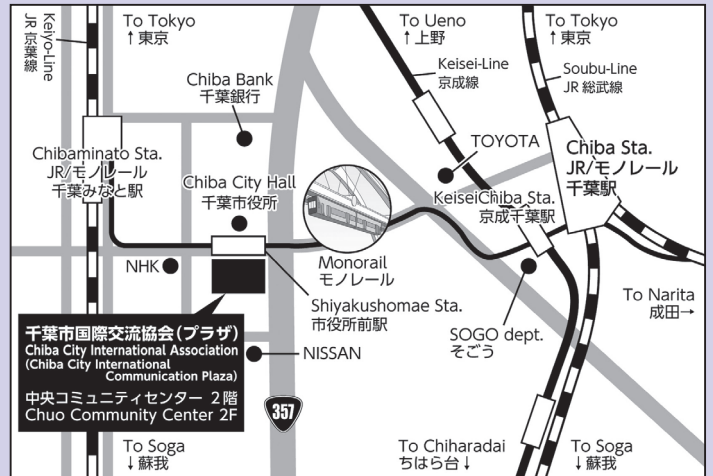 Keiyo-Line
JR 京葉線
To Tokyo
↑東京
To Ueno
↑上野
To Tokyo
↑東京
Keisei-Line
京成線
Soubu-Line
JR 総武線
Chiba Bank
千葉銀行
TOYOTA
Chiba Sta.
JR/モノレール
千葉駅
Chibaminato Sta.
JR/モノレール
千葉みなと駅
Chiba City Hall
千葉市役所
KeiseiChiba Sta.
京成千葉駅
NHK
Monorail
モノレール
Shiyakushomae Sta.
市役所前駅
To Narita
成田→
SOGO dept.
そごう
千葉市国際交流協会(プラザ)
Chiba City International Association
(Chiba City International
Communication Plaza)
中央コミュニティセンター 2階
Chuo Community Center 2F
NISSAN
357
To Soga
↓蘇我
To Chiharadai
ちはら台↓
To Soga
↓蘇我